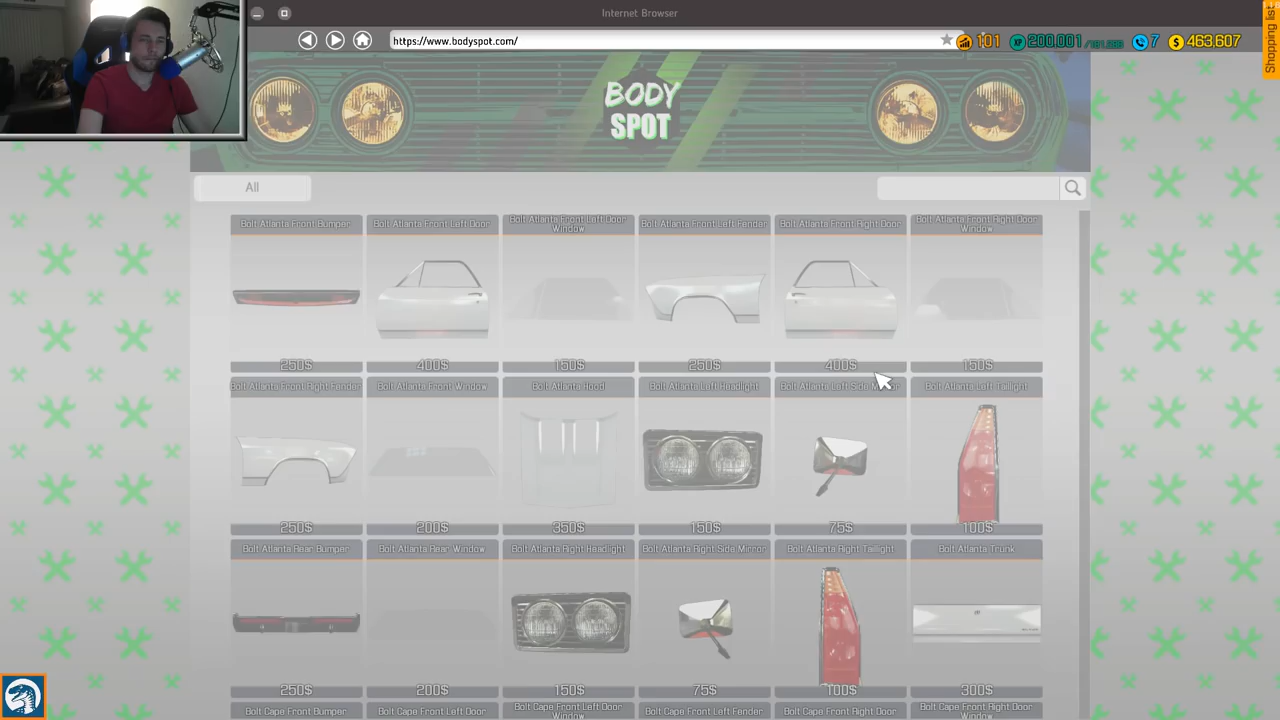 Internet Browser
https://www.bodyspot.com/
101
200.001
7
463,607
Shopping list
BODY
SPOT
All
Bolt Atlanta Front Bumper
Bolt Atlanta Front Left Door
Bolt Atlanta Front Left Door
Window
Bolt Atlanta Front Left Fender
Bolt Atlanta Front Right Door
Bolt Atlanta Front Right Door
Window
250$
400$
150$
250$
400$
150$
Bolt Atlanta Front Right Fender
Bolt Atlanta Front Window
Bolt Atlanta Hood
Bolt Atlanta Left Headlight
Bolt Atlanta Left Side
Bolt Atlanta Left Taillight
250$
200$
350$
150$
75$
100$
Bolt Atlanta Rear Bumper
Bolt Atlanta Rear Window
Bolt Atlanta Right Headlight
Bolt Atlanta Right Side Mirror
Bolt Atlanta Right Taillight
Bolt Atlanta Trunk
250$
200$
150$
75$
100$
300$
Bolt Cape Front Bumper
Bolt Cape Front Left Door
Bolt Cape Front Left Door
Window
Bolt Cape Front Left Fender
Bolt Cape Front Right Door
Bolt Cape Front Right Door
Window